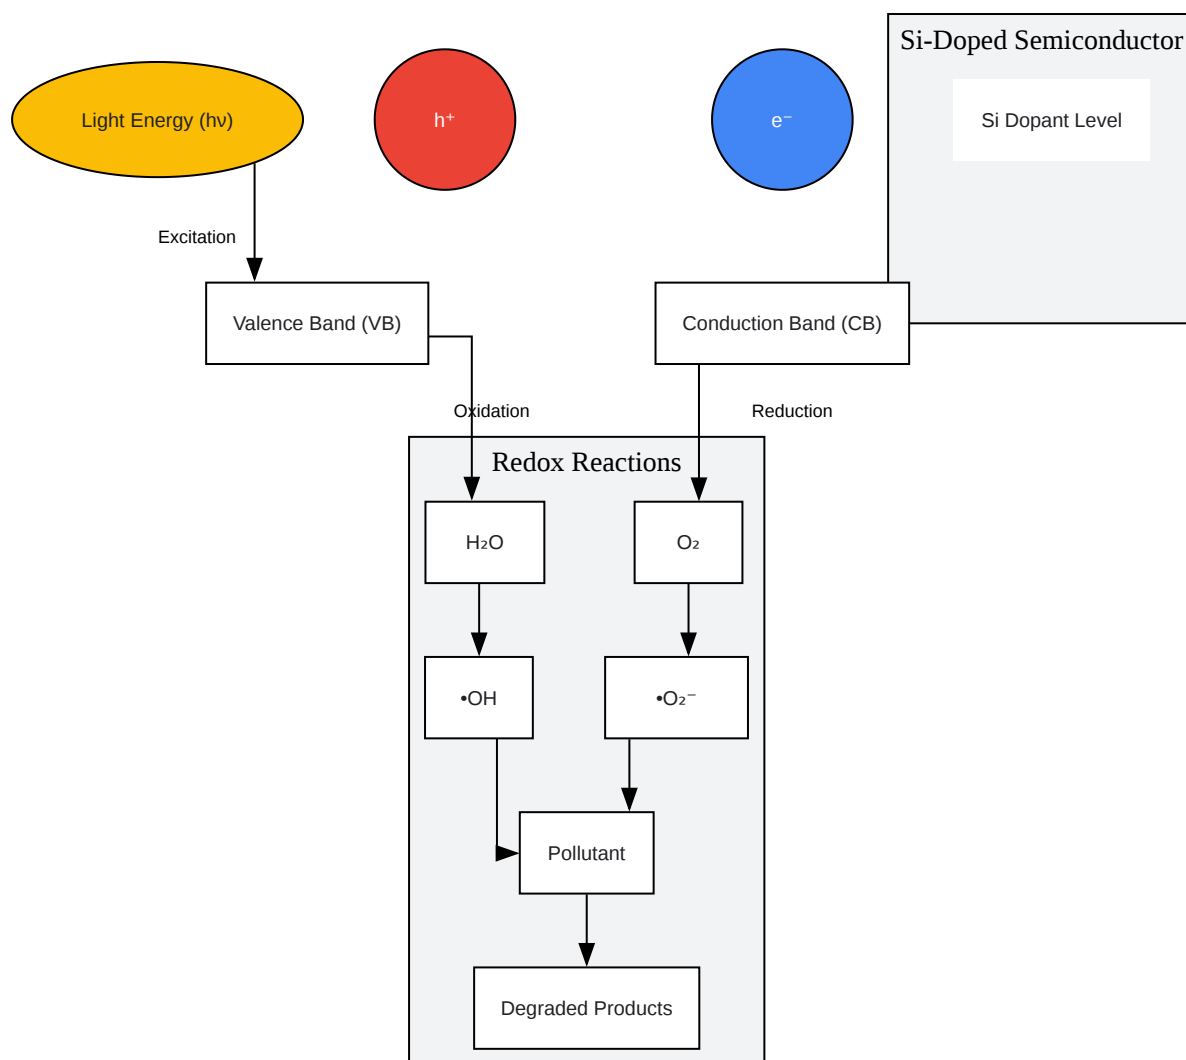 Si-Doped Semiconductor
Light Energy (hν)
h⁺
e⁻
Si Dopant Level
Excitation
Valence Band (VB)
Conduction Band (CB)
Oxidation
Reduction
Redox Reactions
H₂O
O₂
•OH
•O₂⁻
Pollutant
Degraded Products